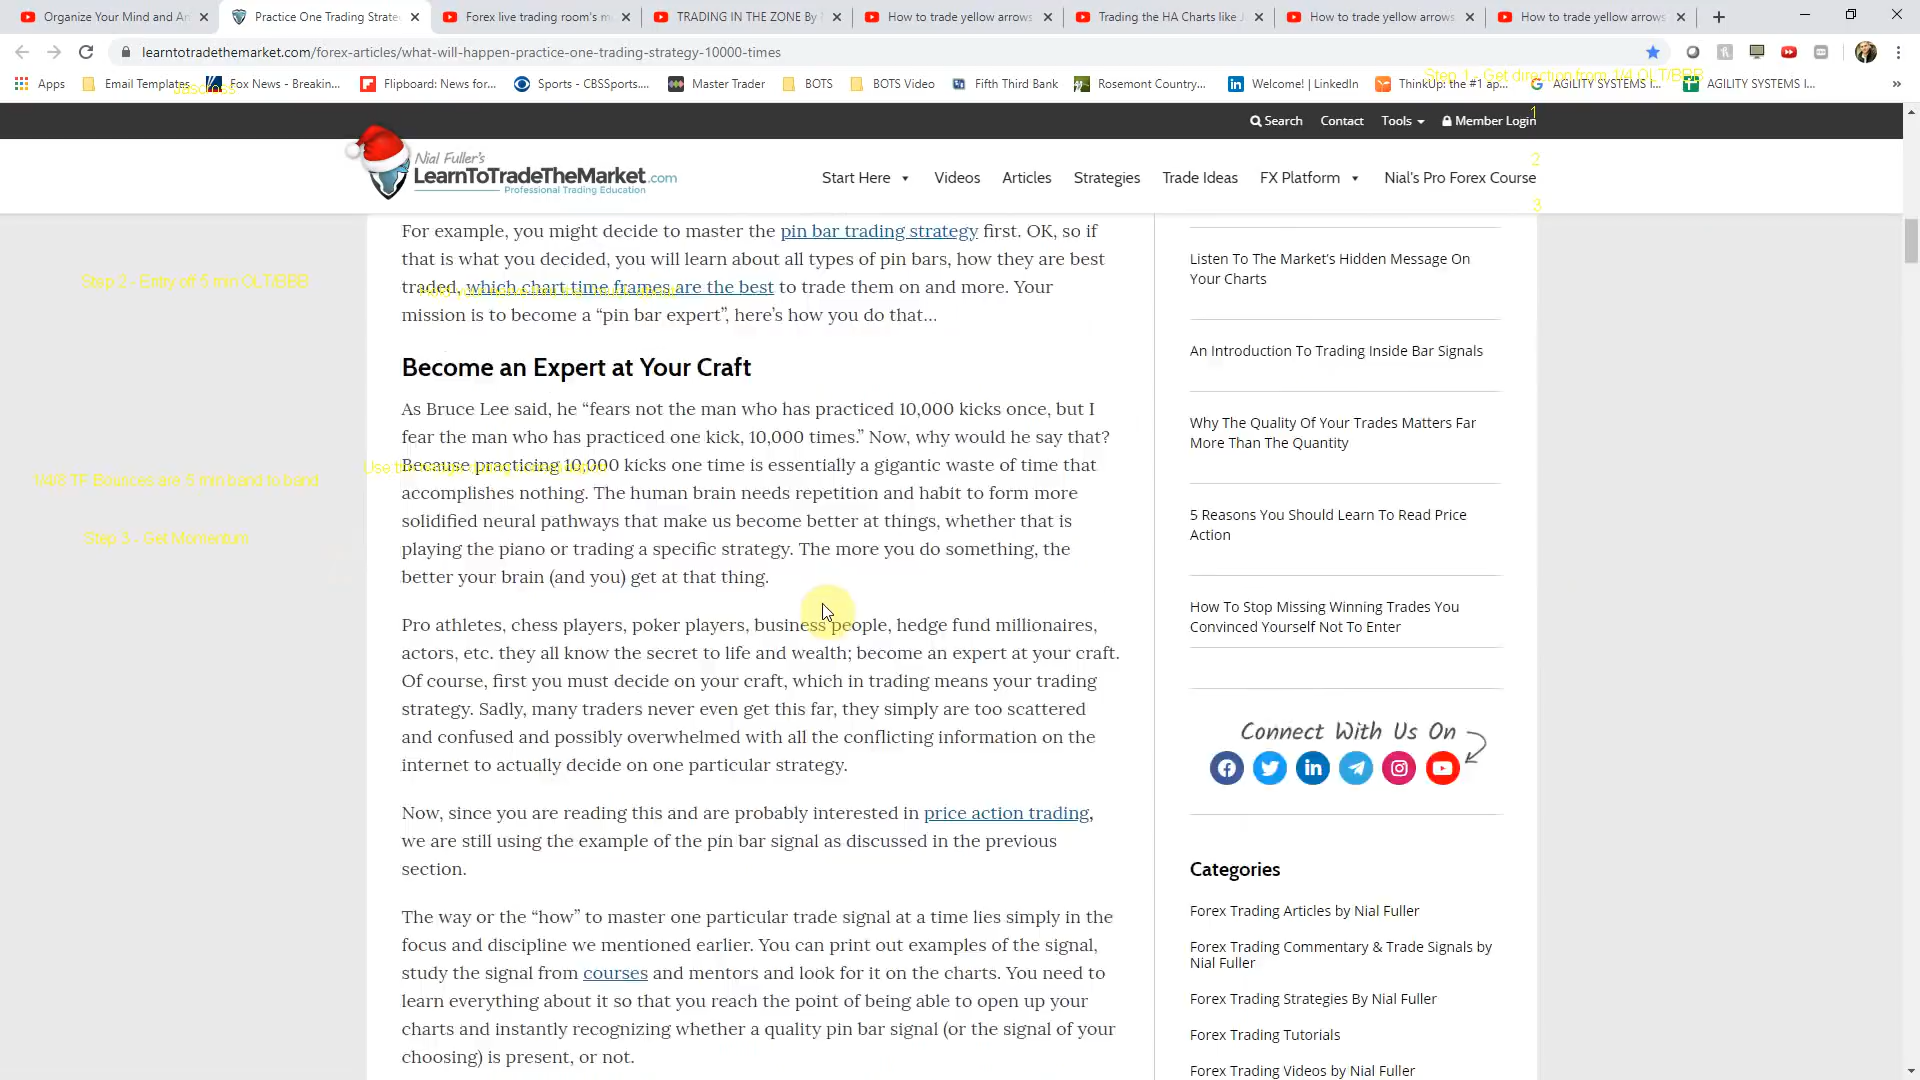 Organize Your Mind and An
Practice One Trading Strate
Forex live trading room's m
TRADING IN THE ZONE By
How to trade yellow arrows
Trading the HA Charts like J
How to trade yellow arrows
How to trade yellow arrows
learntotradethemarket.com/forex-articles/what-will-happen-practice-one-trading-strategy-10000-times
Apps
Email Templates
Fox News - Breakin...
Flipboard: News for...
Sports - CBSSports....
Master Trader
BOTS
BOTS Video
Fifth Third Bank
Rosemont Country...
Welcome! | LinkedIn
ThinkUp: the #1 ap...
AGILITY SYSTEMS I...
AGILITY SYSTEMS I...
»
Step 1 - Get direction from 1/4 OLT/BBB
1
2
3
Search
Contact
Tools
Member Login
Nial Fuller's
LearnToTradeTheMarket.com
Professional Trading Education
Start Here
Videos
Articles
Strategies
Trade Ideas
FX Platform
Nial's Pro Forex Course
Step 2 - Entry off 5 min OLT/BBB
1/4/8 TF Bounces are 5 min band to band
Step 3 - Get Momentum
For example, you might decide to master the pin bar trading strategy first. OK, so if
that is what you decided, you will learn about all types of pin bars, how they are best
traded, which chart time frames are the best to trade them on and more. Your
mission is to become a “pin bar expert”, here’s how you do that…
Become an Expert at Your Craft
As Bruce Lee said, he “fears not the man who has practiced 10,000 kicks once, but I
fear the man who has practiced one kick, 10,000 times.” Now, why would he say that?
Because practicing 10,000 kicks one time is essentially a gigantic waste of time that
accomplishes nothing. The human brain needs repetition and habit to form more
solidified neural pathways that make us become better at things, whether that is
playing the piano or trading a specific strategy. The more you do something, the
better your brain (and you) get at that thing.
Pro athletes, chess players, poker players, business people, hedge fund millionaires,
actors, etc. they all know the secret to life and wealth; become an expert at your craft.
Of course, first you must decide on your craft, which in trading means your trading
strategy. Sadly, many traders never even get this far, they simply are too scattered
and confused and possibly overwhelmed with all the conflicting information on the
internet to actually decide on one particular strategy.
Now, since you are reading this and are probably interested in price action trading,
we are still using the example of the pin bar signal as discussed in the previous
section.
The way or the “how” to master one particular trade signal at a time lies simply in the
focus and discipline we mentioned earlier. You can print out examples of the signal,
study the signal from courses and mentors and look for it on the charts. You need to
learn everything about it so that you reach the point of being able to open up your
charts and instantly recognizing whether a quality pin bar signal (or the signal of your
choosing) is present, or not.
Listen To The Market's Hidden Message On
Your Charts
An Introduction To Trading Inside Bar Signals
Why The Quality Of Your Trades Matters Far
More Than The Quantity
5 Reasons You Should Learn To Read Price
Action
How To Stop Missing Winning Trades You
Convinced Yourself Not To Enter
Connect With Us On
Categories
Forex Trading Articles by Nial Fuller
Forex Trading Commentary & Trade Signals by
Nial Fuller
Forex Trading Strategies By Nial Fuller
Forex Trading Tutorials
Forex Trading Videos by Nial Fuller